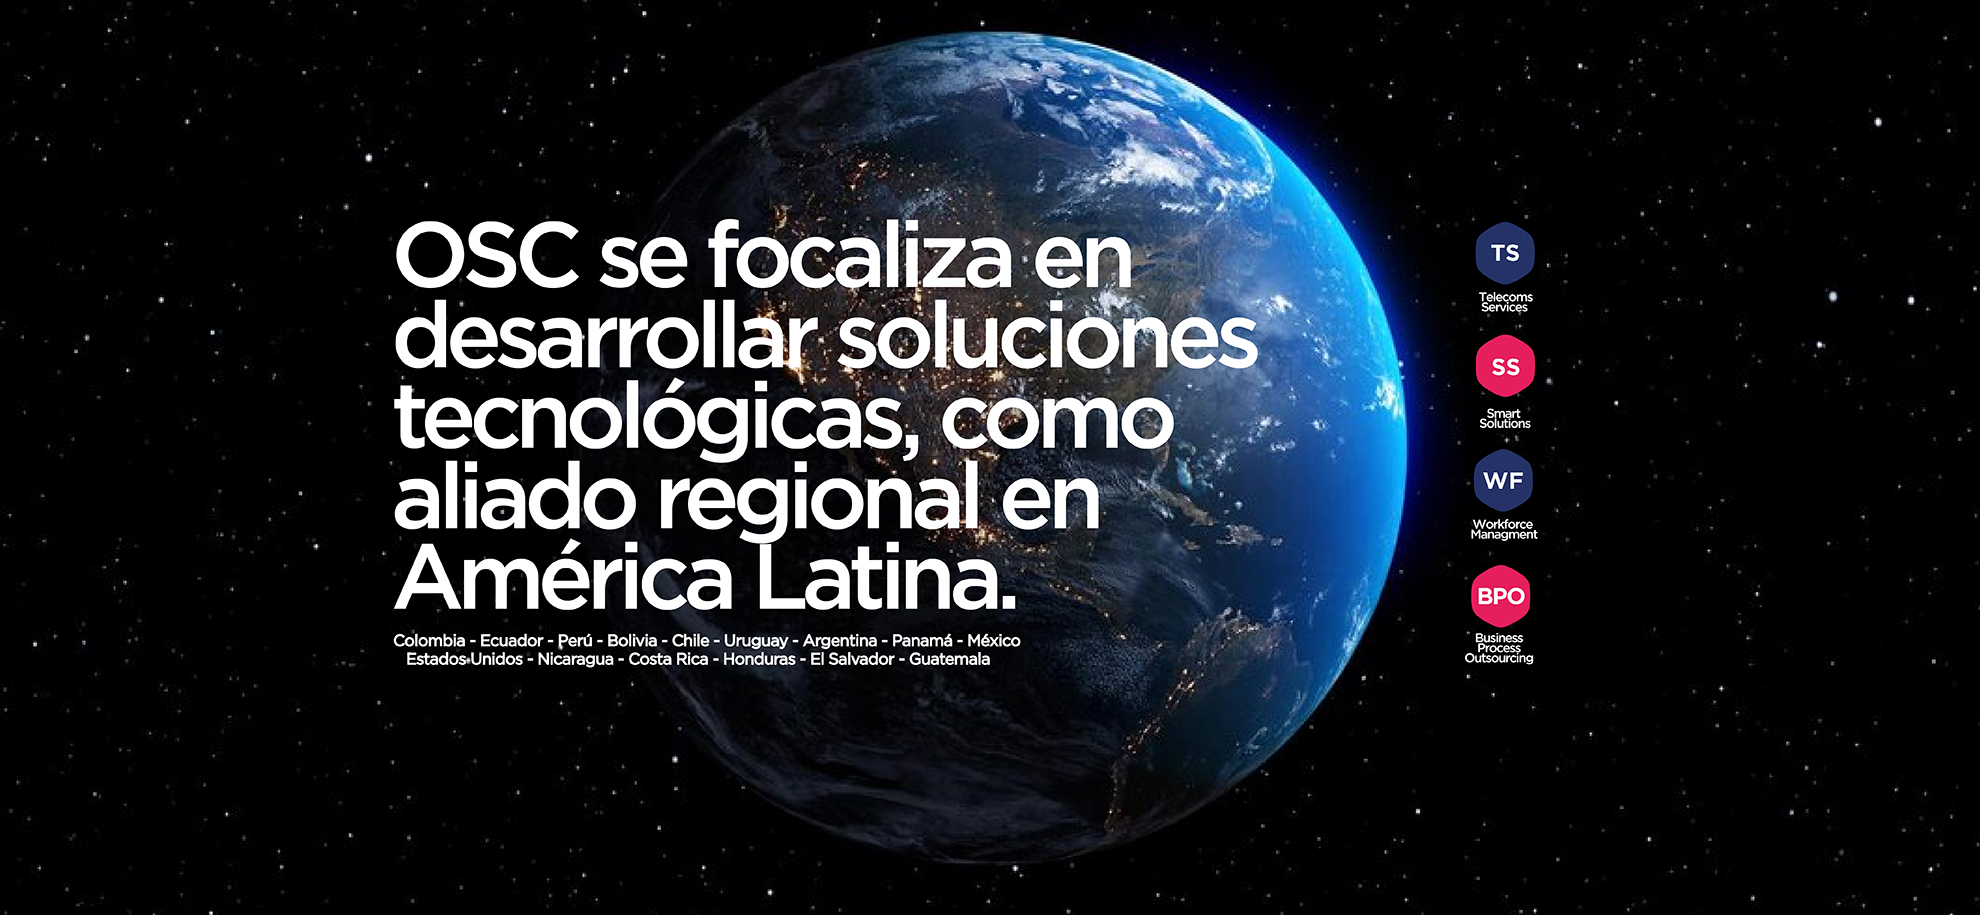 OSC se focaliza en
desarrollar soluciones
tecnológicas, como
aliado regional en
América Latina.
Colombia - Ecuador - Perú - Bolivia - Chile - Uruguay - Argentina - Panamá - México
Estados Unidos - Nicaragua - Costa Rica - Honduras - El Salvador - Guatemala
TS
Telecoms
Services
SS
Smart
Solutions
WF
Workforce
Managment
BPO
Business
Process
Outsourcing